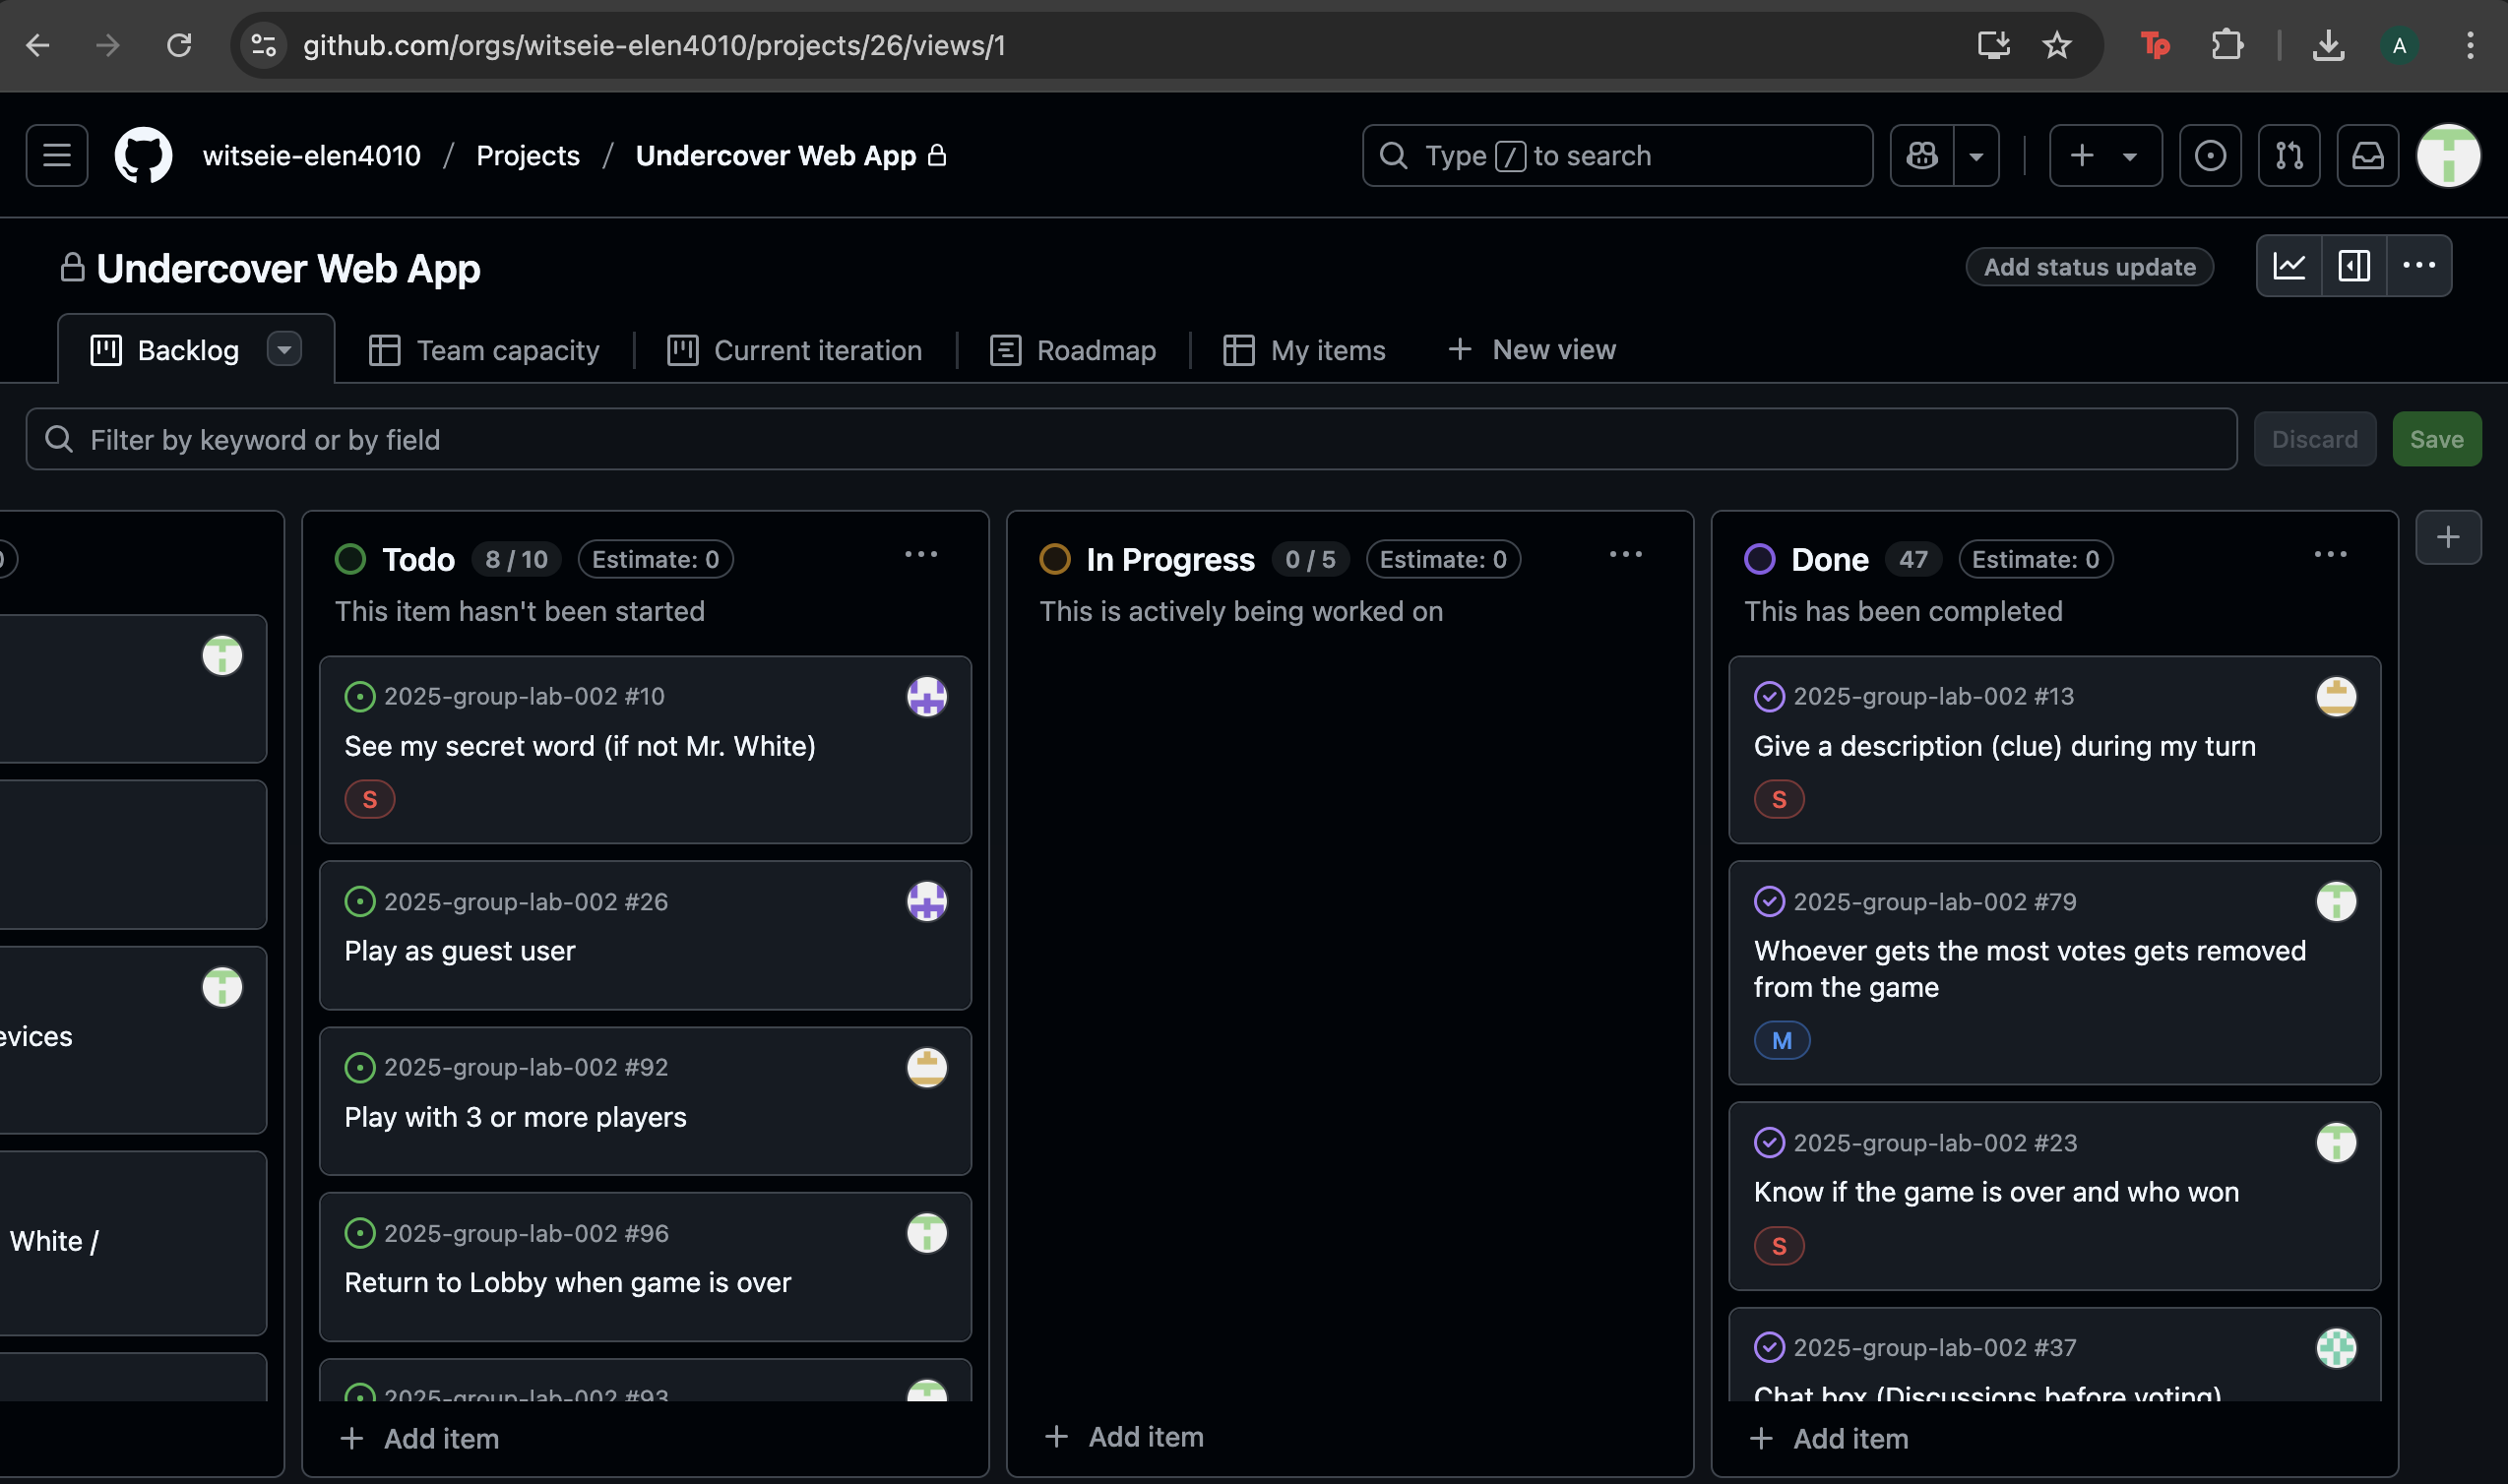 github.com/orgs/witseie-elen4010/projects/26/views/1
Tp
A
witseie-elen4010 / Projects / Undercover Web App
Type / to search
Undercover Web App
Add status update
Backlog
Team capacity
Current iteration
Roadmap
My items
New view
Filter by keyword or by field
Discard
Save
evices
White /
Todo 8 / 10 Estimate: 0
This item hasn't been started
2025-group-lab-002 #10
See my secret word (if not Mr. White)
S
2025-group-lab-002 #26
Play as guest user
2025-group-lab-002 #92
Play with 3 or more players
2025-group-lab-002 #96
Return to Lobby when game is over
2025-group-lab-002 #93
+ Add item
In Progress 0 / 5 Estimate: 0
This is actively being worked on
+ Add item
Done 47 Estimate: 0
This has been completed
2025-group-lab-002 #13
Give a description (clue) during my turn
S
2025-group-lab-002 #79
Whoever gets the most votes gets removed
from the game
M
2025-group-lab-002 #23
Know if the game is over and who won
S
2025-group-lab-002 #37
Chat box (Discussions before voting)
+ Add item